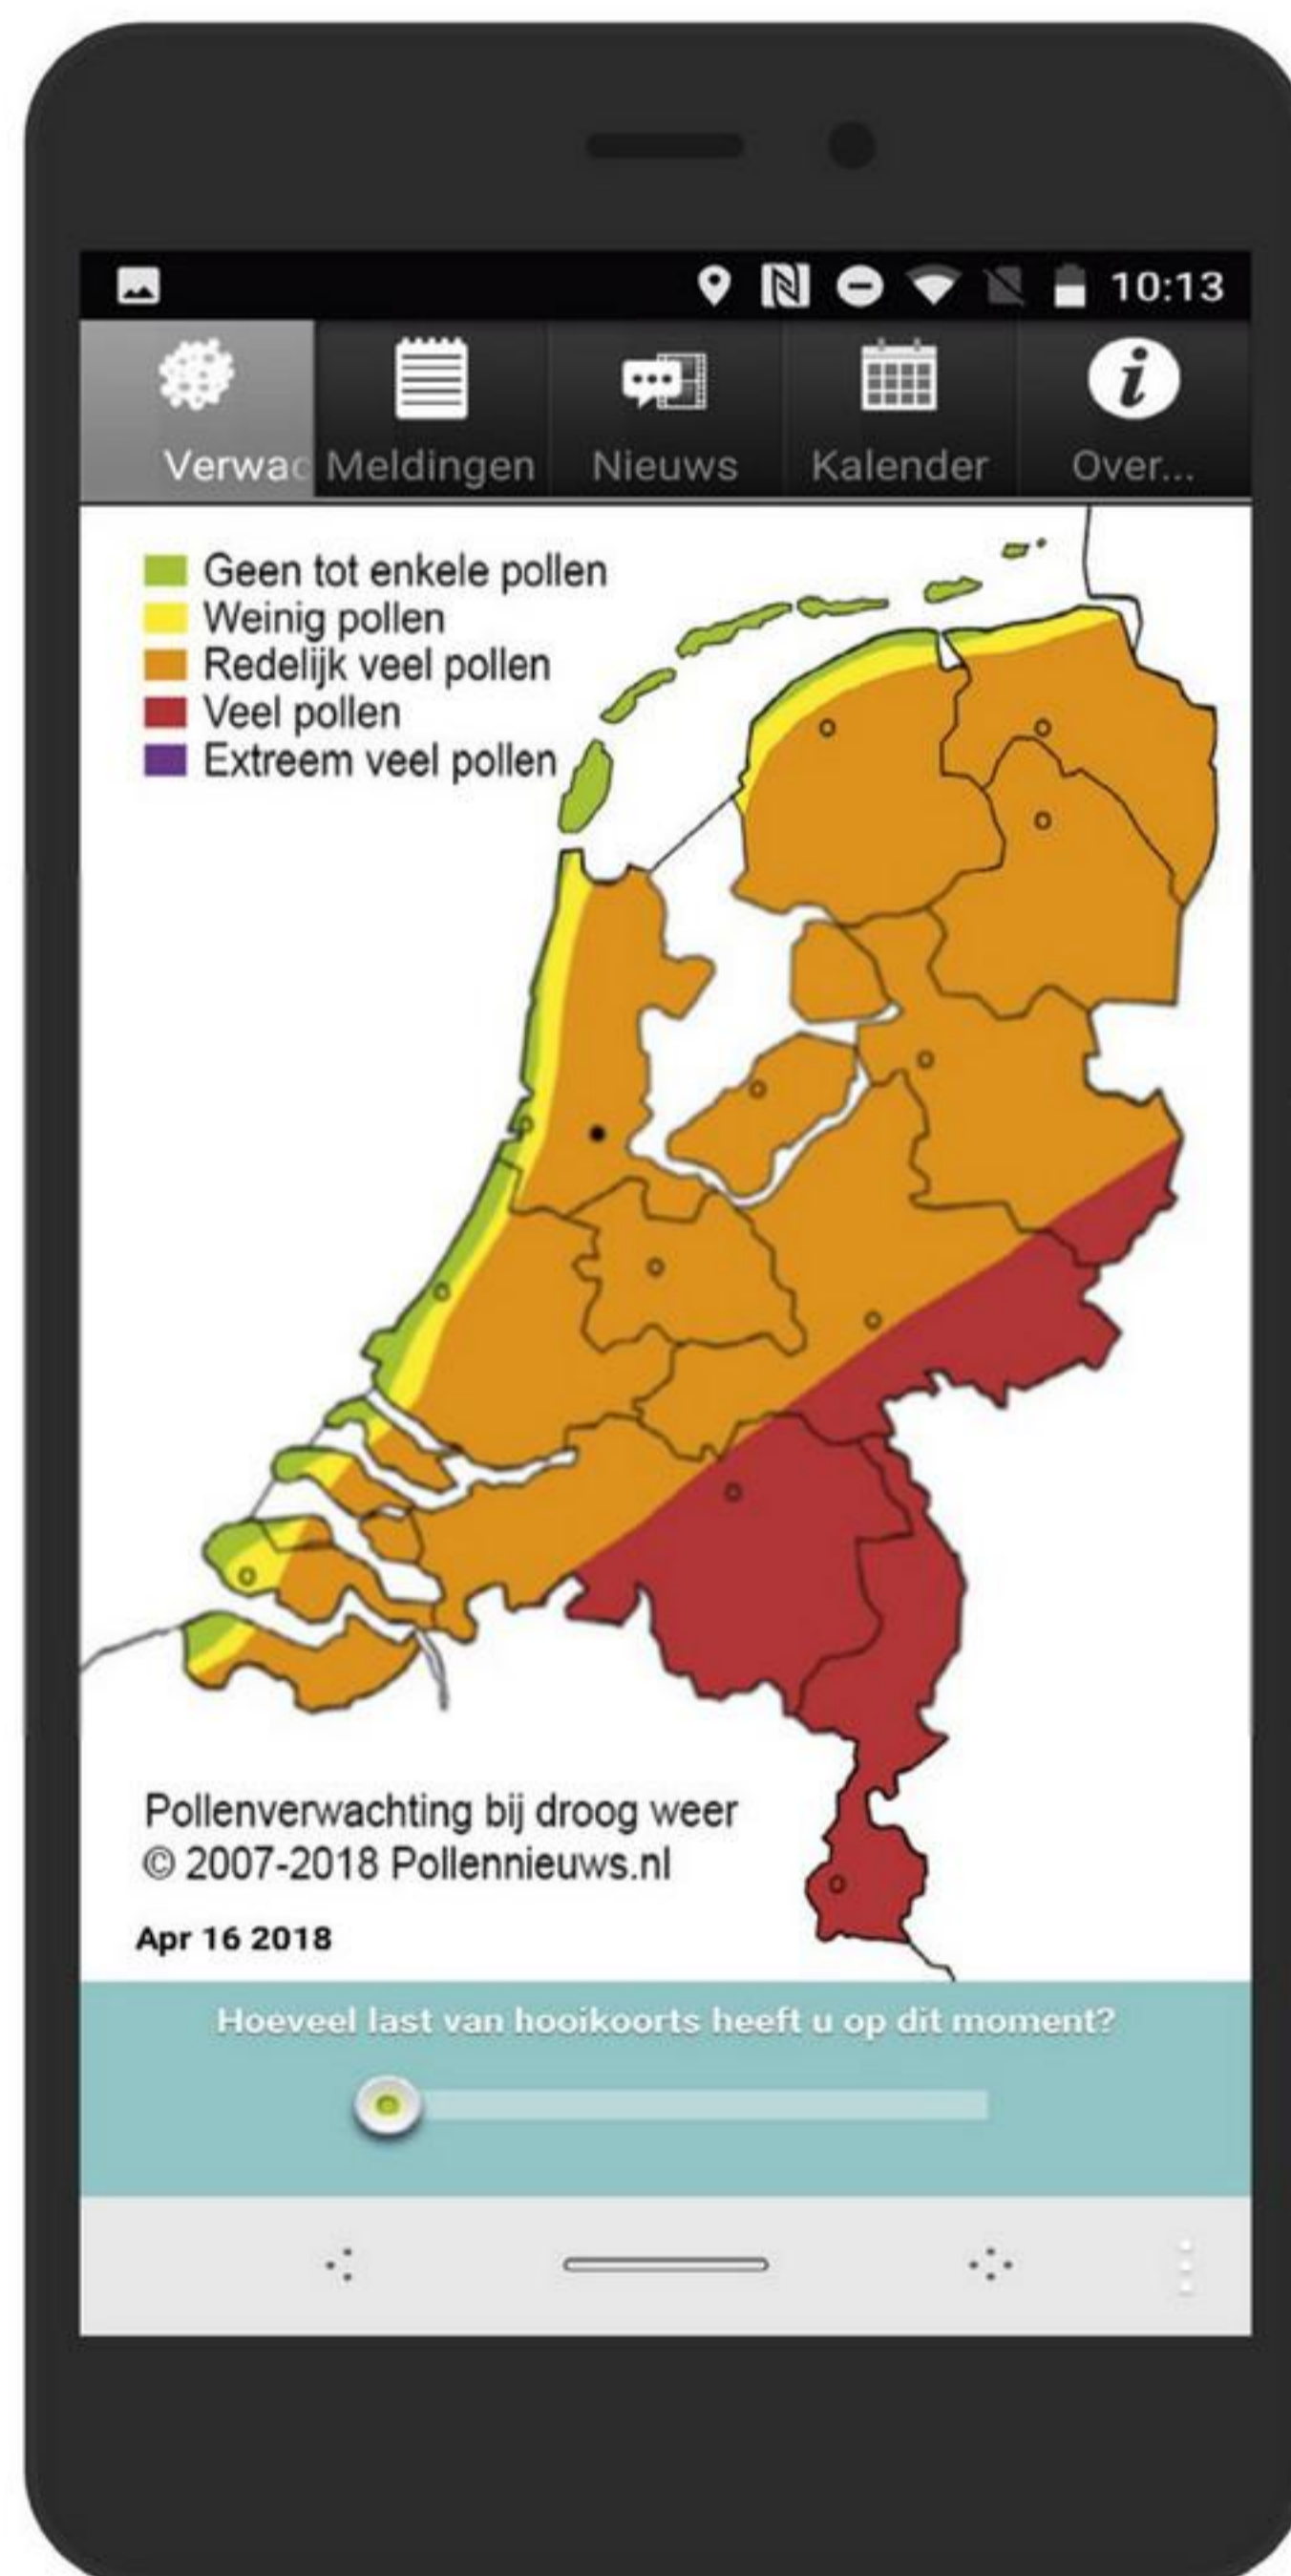 10:13
Verwac
Meldingen
Nieuws
Kalender
Over...
Geen tot enkele pollen
Weinig pollen
Redelijk veel pollen
Veel pollen
Extreem veel pollen
Pollenverwachting bij droog weer
© 2007-2018 Pollennieuws.nl
Apr 16 2018
Hoeveel last van hooikoorts heeft u op dit moment?